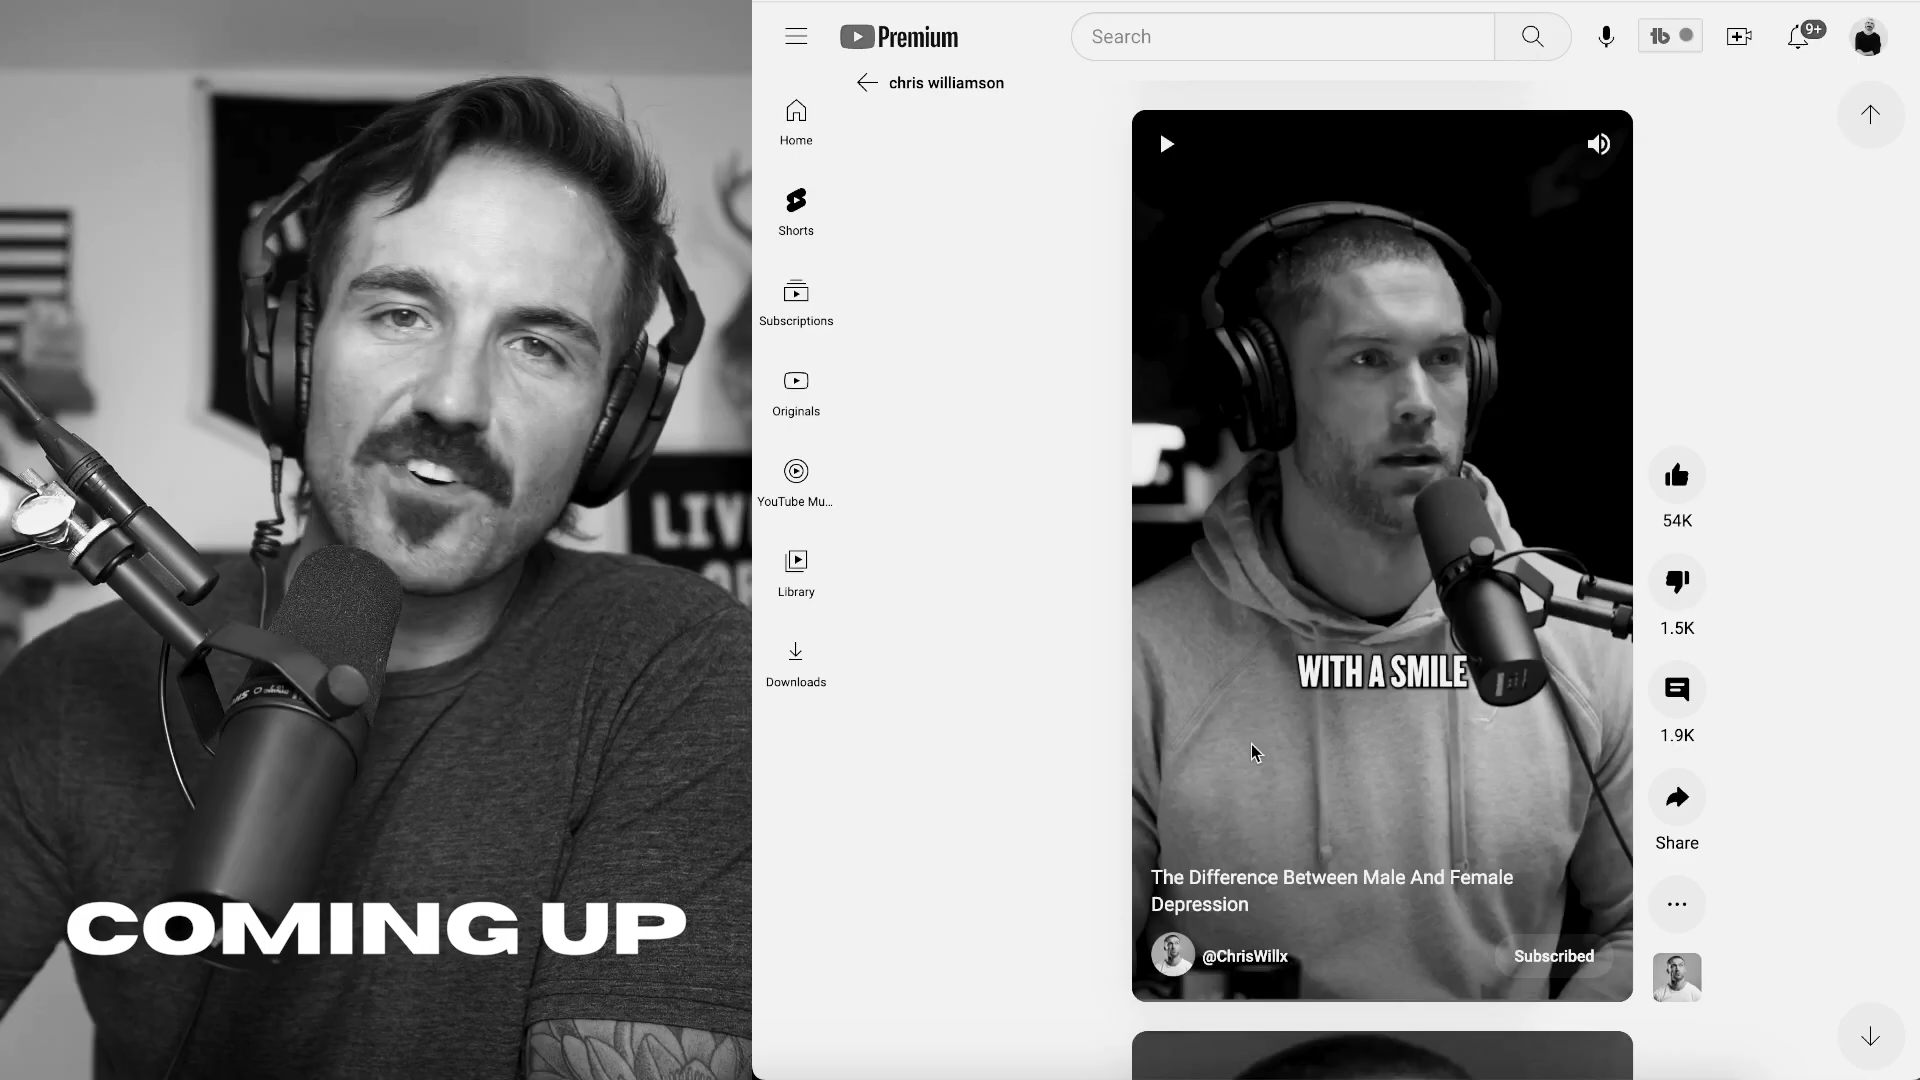 Premium
Search
9+
chris williamson
Home
Shorts
Subscriptions
Originals
YouTube Mu...
Library
Downloads
LIV
WITH A SMILE
The Difference Between Male And Female
Depression
@ChrisWillx
Subscribed
54K
1.5K
1.9K
Share
COMING UP